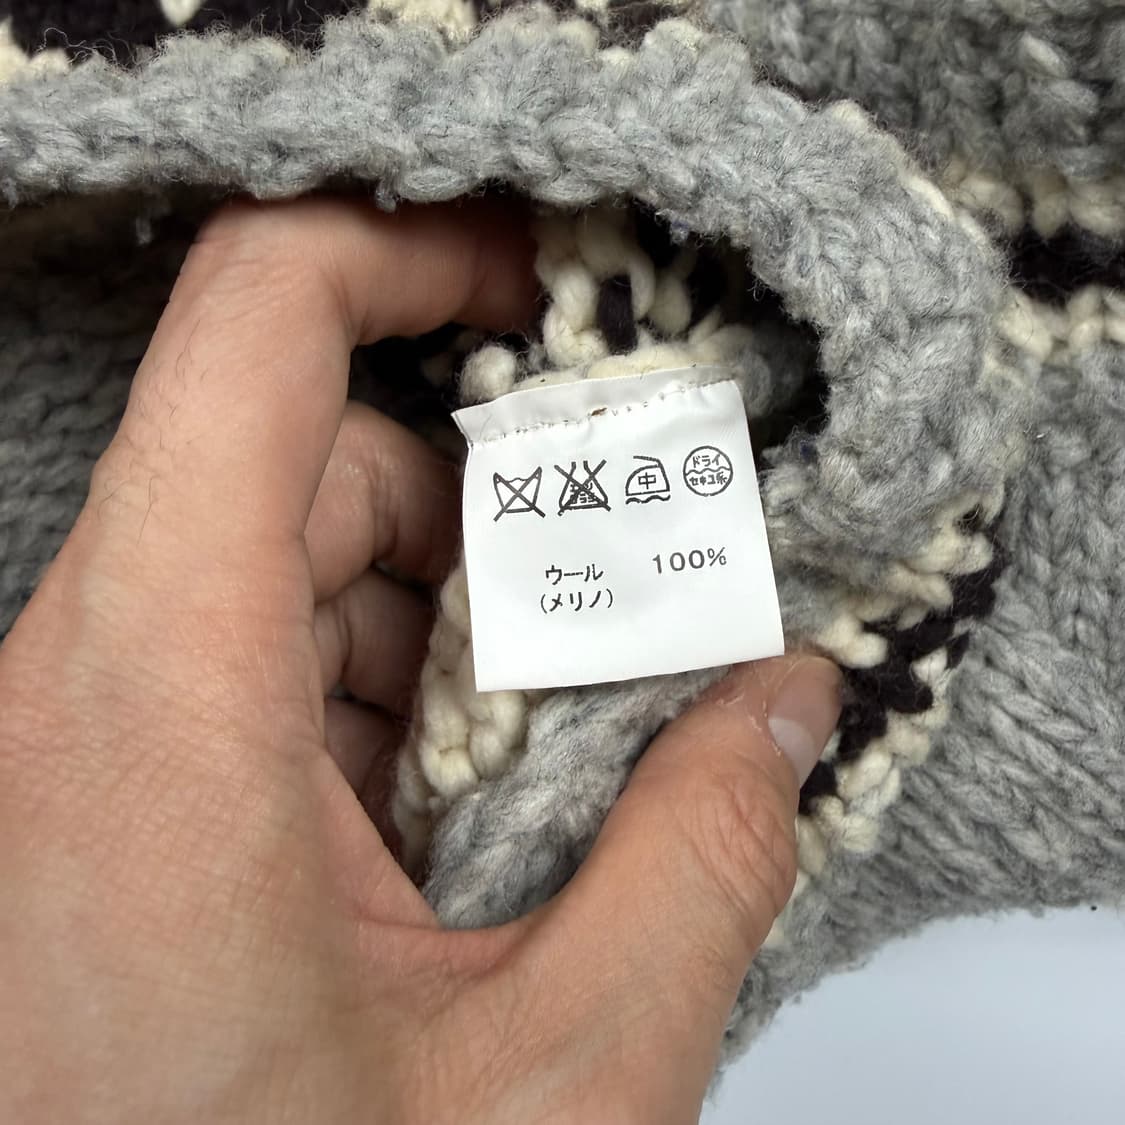 中 ドライ セキユ系
ウール 100%
(メリノ)